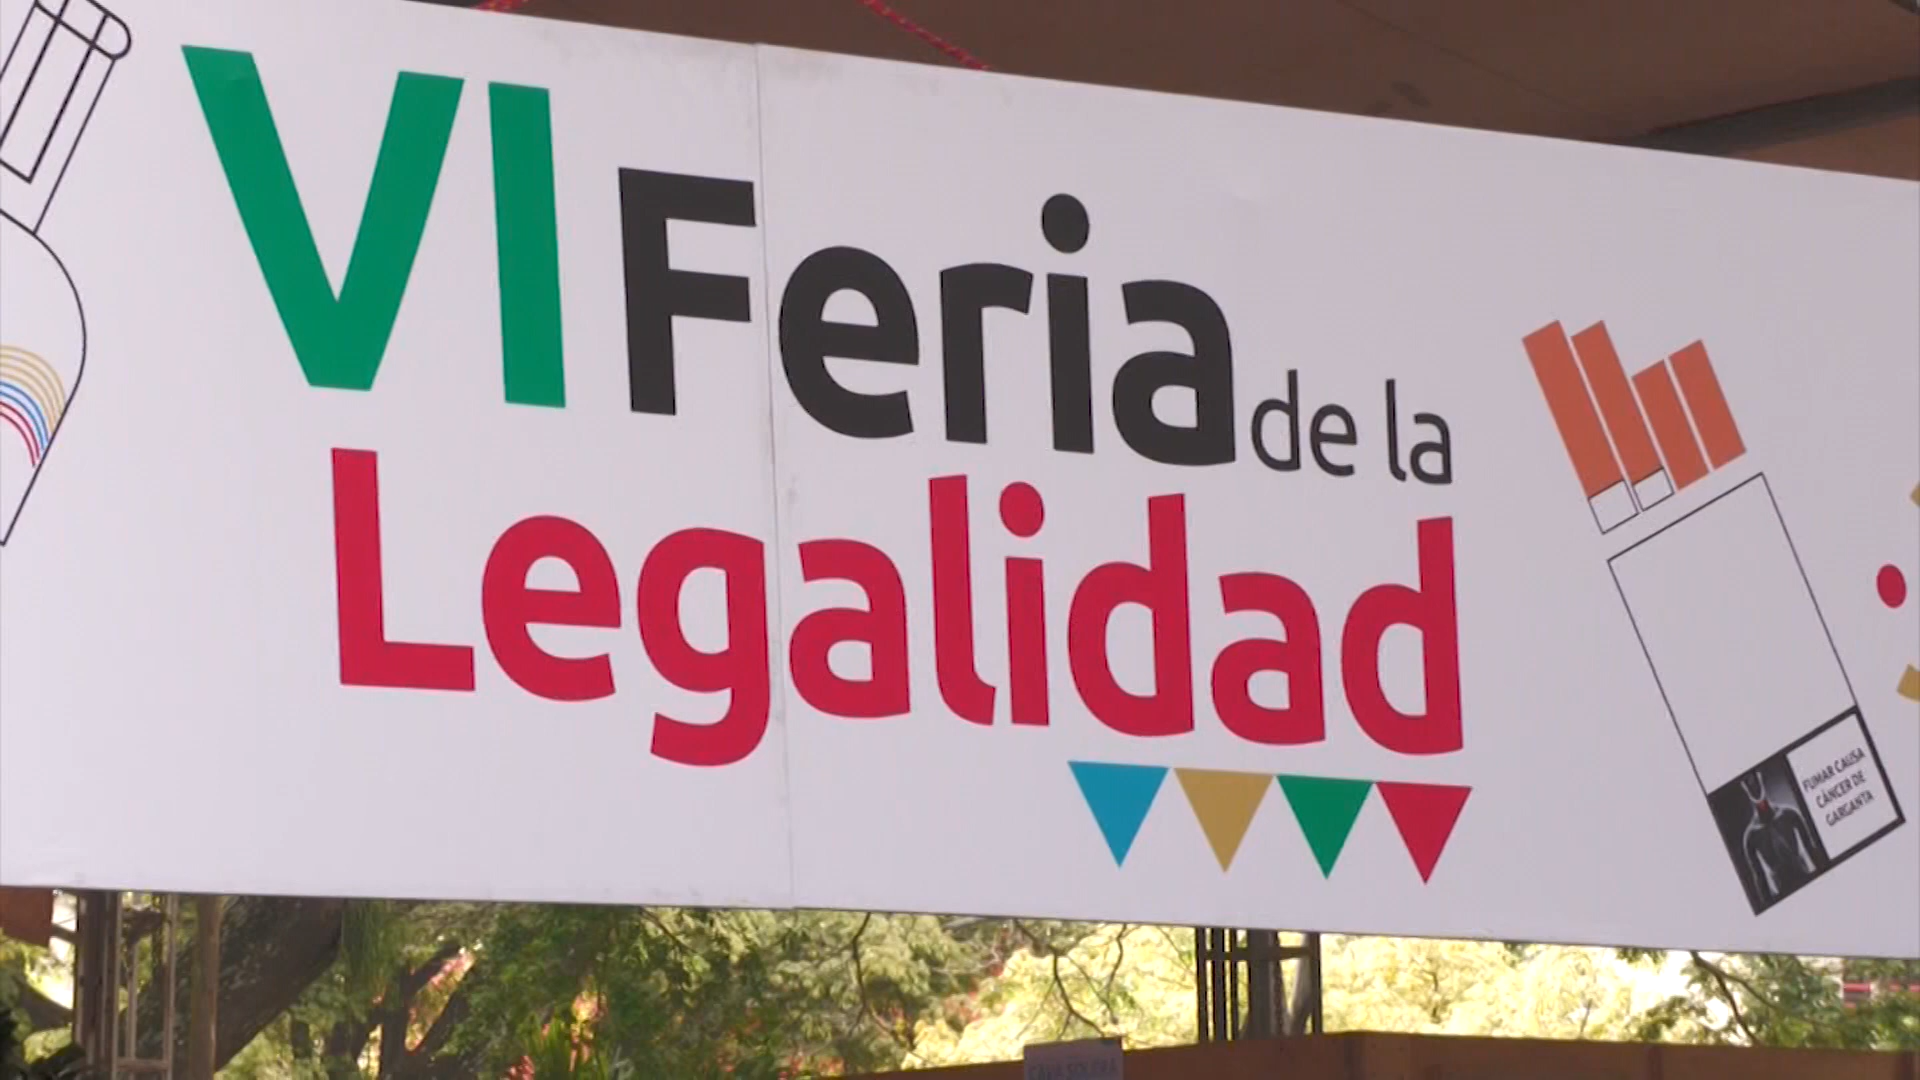 VI Feria de la
Legalidad
FUMAR CAUSA
CÁNCER DE
GARGANTA